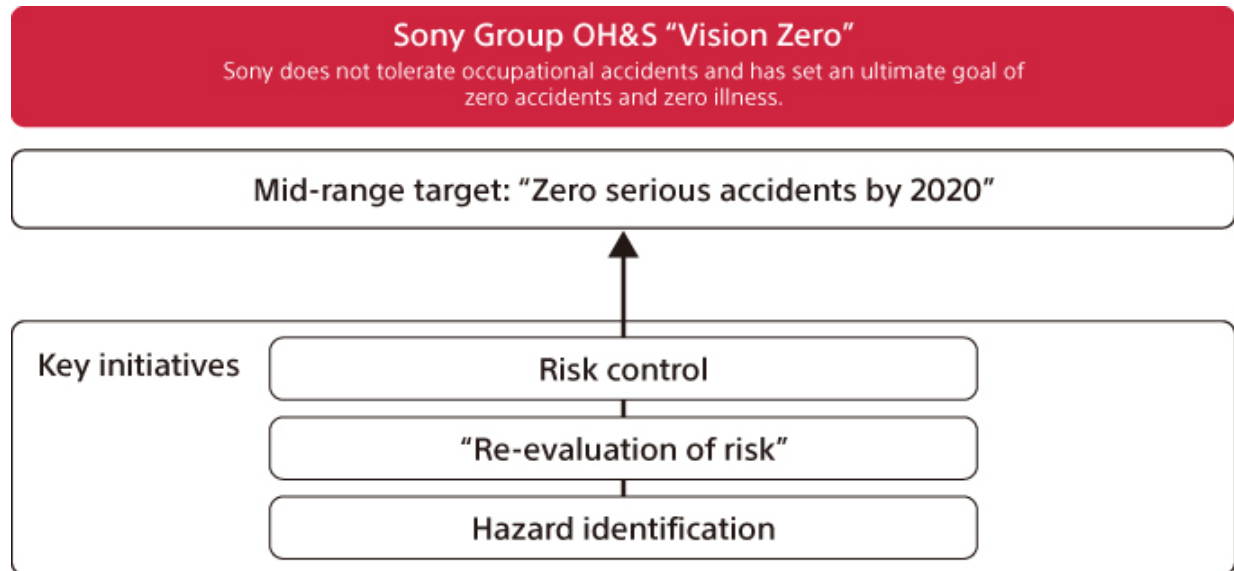 Sony Group OH&S “Vision Zero”
Sony does not tolerate occupational accidents and has set an ultimate goal of
zero accidents and zero illness.
Mid-range target: “Zero serious accidents by 2020”
Key initiatives
Risk control
“Re-evaluation of risk”
Hazard identification